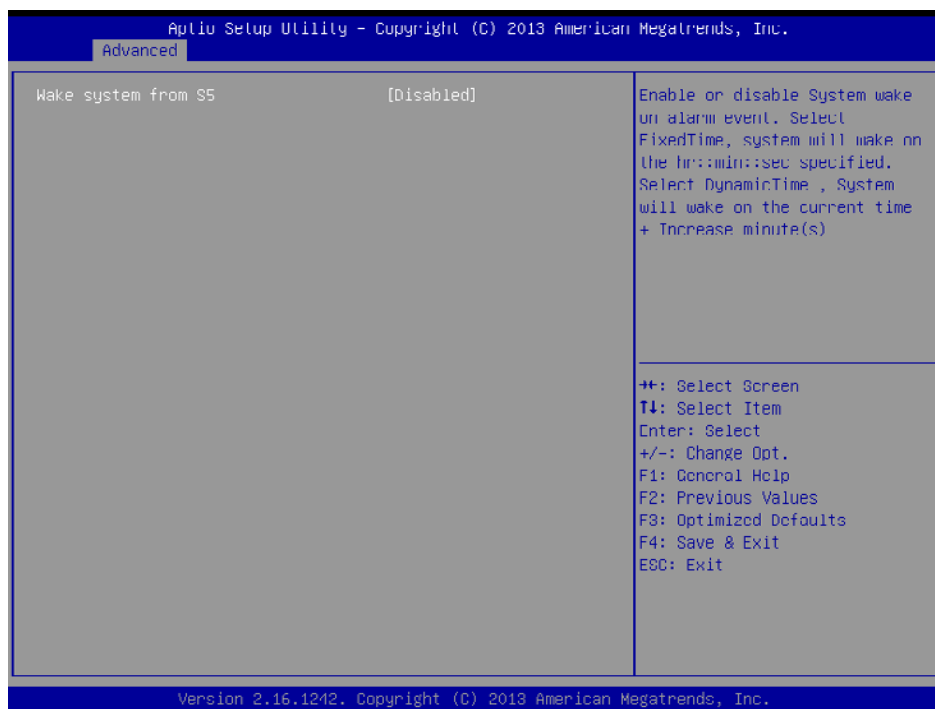 Aptio Setup Utility – Copyright (C) 2013 American Megatrends, Inc.
Advanced
Wake system from S5 [Disabled]
Enable or disable System wake
on alarm event. Select
FixedTime, system will wake on
the hr::min::sec specified.
Select DynamicTime , System
will wake on the current time
+ Increase minute(s)
→←: Select Screen
↑↓: Select Item
Enter: Select
+/-: Change Opt.
F1: General Help
F2: Previous Values
F3: Optimized Defaults
F4: Save & Exit
ESC: Exit
Version 2.16.1242. Copyright (C) 2013 American Megatrends, Inc.